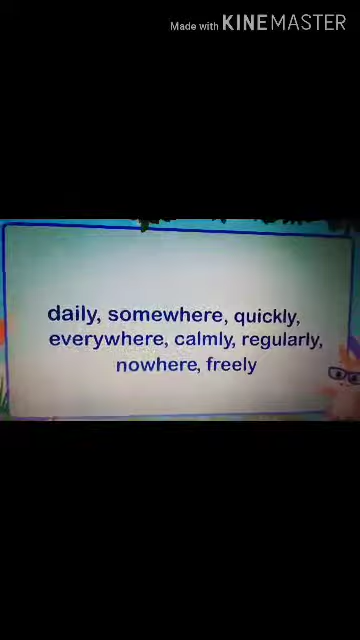 Made with KINEMASTER
daily, somewhere, quickly,
everywhere, calmly, regularly,
nowhere, freely